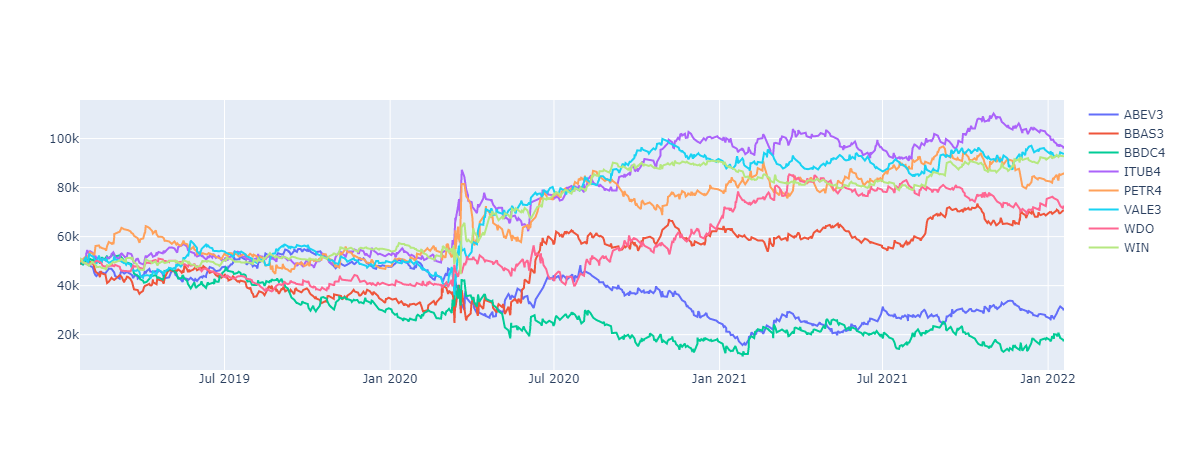 100k
80k
60k
40k
20k
Jul 2019
Jan 2020
Jul 2020
Jan 2021
Jul 2021
Jan 2022
ABEV3
BBAS3
BBDC4
ITUB4
PETR4
VALE3
WDO
WIN